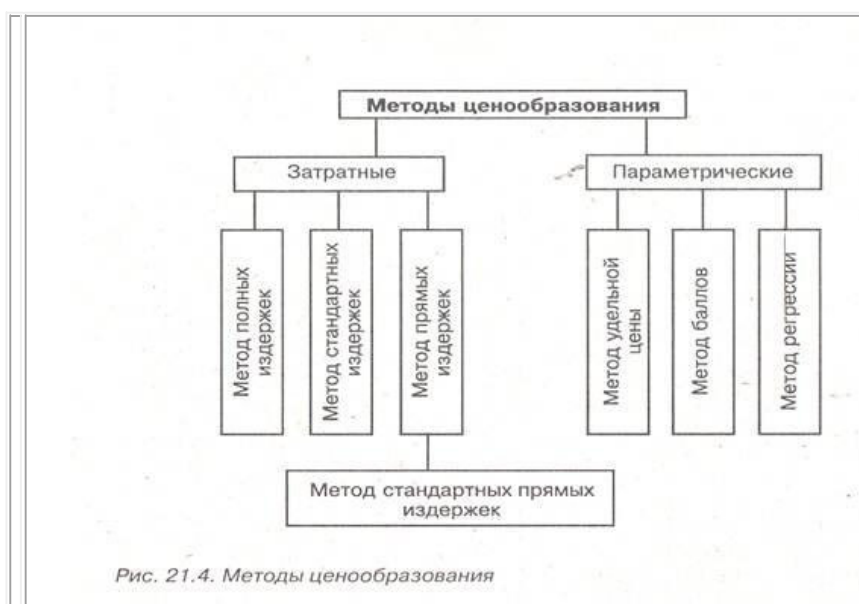 Методы ценообразования
Затратные
Параметрические
Метод полных
издержек
Метод стандартных
издержек
Метод прямых
издержек
Метод удельной
цены
Метод баллов
Метод регрессии
Метод стандартных прямых
издержек
Рис. 21.4. Методы ценообразования